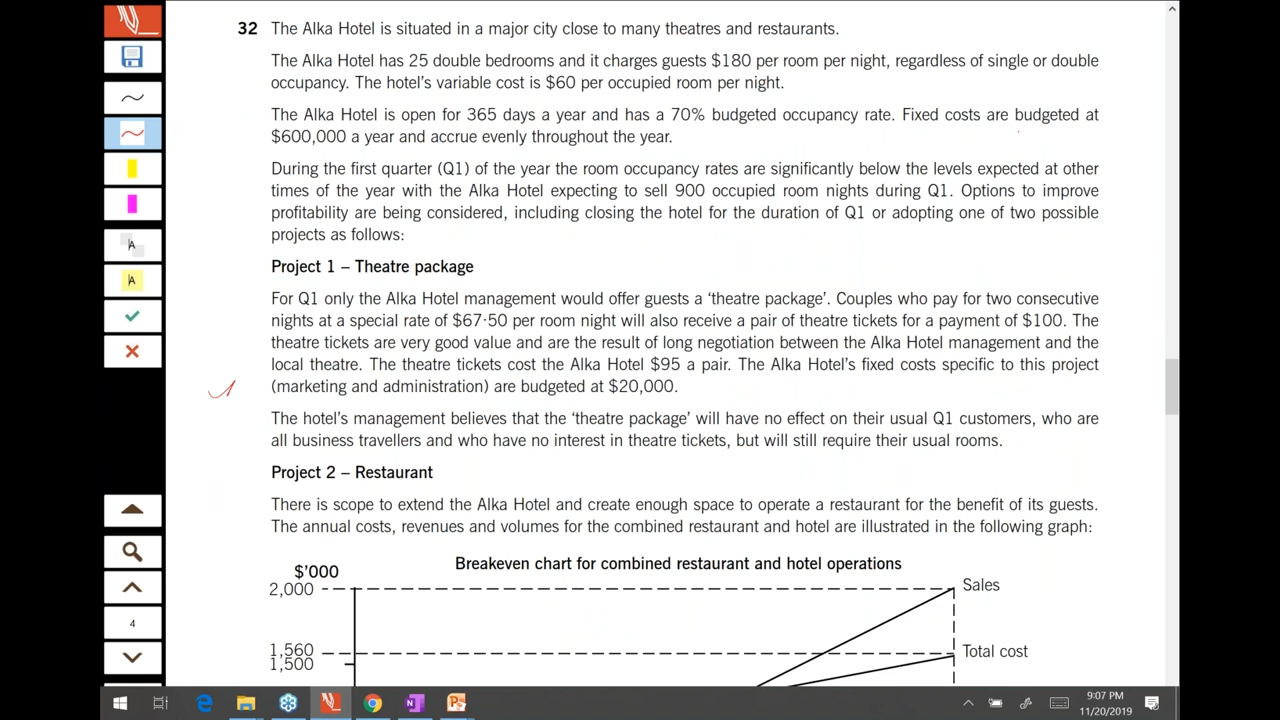 32 The Alka Hotel is situated in a major city close to many theatres and restaurants.
The Alka Hotel has 25 double bedrooms and it charges guests $180 per room per night, regardless of single or double
occupancy. The hotel's variable cost is $60 per occupied room per night.
The Alka Hotel is open for 365 days a year and has a 70% budgeted occupancy rate. Fixed costs are budgeted at
$600,000 a year and accrue evenly throughout the year.
During the first quarter (Q1) of the year the room occupancy rates are significantly below the levels expected at other
times of the year with the Alka Hotel expecting to sell 900 occupied room nights during Q1. Options to improve
profitability are being considered, including closing the hotel for the duration of Q1 or adopting one of two possible
projects as follows:
Project 1 – Theatre package
For Q1 only the Alka Hotel management would offer guests a 'theatre package'. Couples who pay for two consecutive
nights at a special rate of $67·50 per room night will also receive a pair of theatre tickets for a payment of $100. The
theatre tickets are very good value and are the result of long negotiation between the Alka Hotel management and the
local theatre. The theatre tickets cost the Alka Hotel $95 a pair. The Alka Hotel's fixed costs specific to this project
(marketing and administration) are budgeted at $20,000.
The hotel's management believes that the 'theatre package' will have no effect on their usual Q1 customers, who are
all business travellers and who have no interest in theatre tickets, but will still require their usual rooms.
Project 2 – Restaurant
There is scope to extend the Alka Hotel and create enough space to operate a restaurant for the benefit of its guests.
The annual costs, revenues and volumes for the combined restaurant and hotel are illustrated in the following graph:
Breakeven chart for combined restaurant and hotel operations
$'000
2,000
Sales
1,560
Total cost
1,500
A
A
4
9:07 PM
11/20/2019